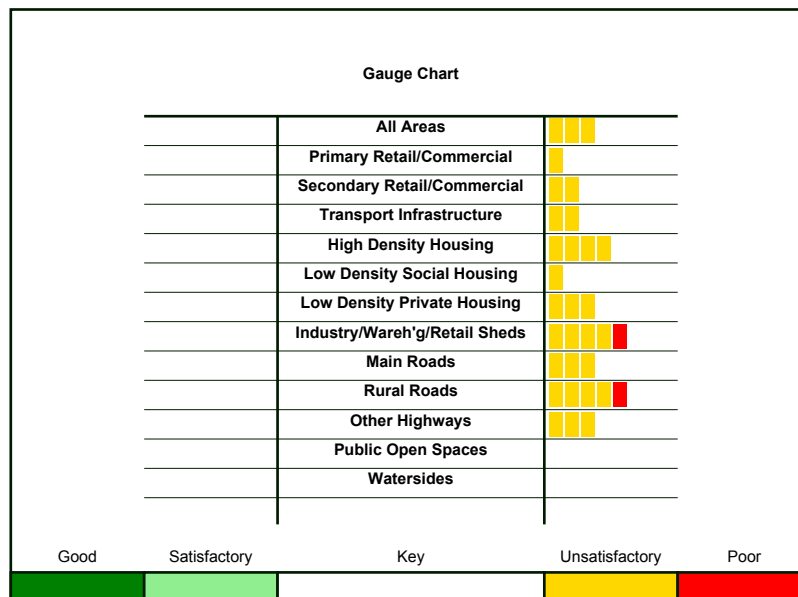 Gauge Chart
All Areas
Primary Retail/Commercial
Secondary Retail/Commercial
Transport Infrastructure
High Density Housing
Low Density Social Housing
Low Density Private Housing
Industry/Wareh'g/Retail Sheds
Main Roads
Rural Roads
Other Highways
Public Open Spaces
Watersides
Good Satisfactory Key Unsatisfactory Poor